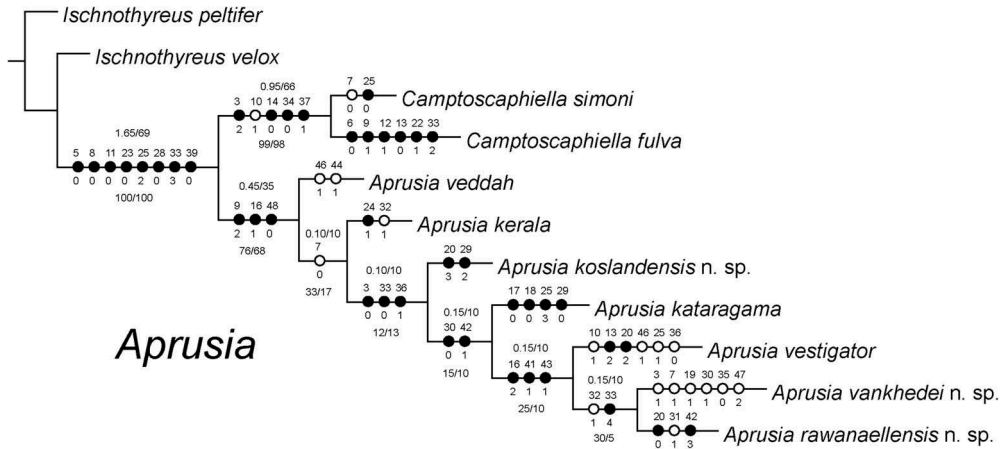 Ischnothyreus peltifer
Ischnothyreus velox
0.95/66
7 25
3 10 14 34 37
Camptoscaphiella simoni
0 0
2 1 0 0 1
6 9 12 13 22 33
1.65/69
99/98
Camptoscaphiella fulva
0 1 1 0 1 2
5 8 11 23 25 28 33 39
46 44
0 0 0 0 2 0 3 0
0.45/35
Aprusia veddah
1 1
100/100
9 16 48
24 32
2 1 0
0.10/10
Aprusia kerala
1 1
7
76/68
20 29
0
0.10/10
Aprusia koslandensis n. sp.
33/17
3 2
3 33 36
17 18 25 29
0 0 1
0.15/10
Aprusia kataragama
0 0 3 0
12/13
30 42
10 13 20 46 25 36
0 1
0.15/10
Aprusia vestigator
Aprusia
1 2 2 1 1 0
15/10
16 41 43
0.15/10
3 7 19 30 35 47
2 1 1
Aprusia vankhedei n. sp.
32 33
1 1 1 1 0 2
25/10
1 4
20 31 42
Aprusia rawanaellensis n. sp.
30/5
0 1 3